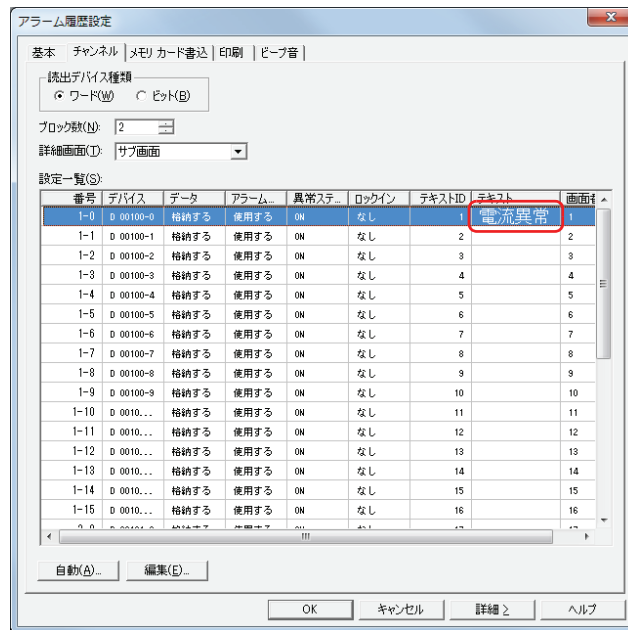 アラーム履歴設定
基本 チャンネル メモリ カード書込 印刷 ビープ音
読出デバイス種類
ワード(W) ビット(B)
ブロック数(N): 2
詳細画面(T): サブ画面
設定一覧(S):
番号 デバイス データ アラーム... 異常ステ... ロックイン テキストID テキスト 画面番
1-0 D 00100-0 格納する 使用する ON なし 1 電流異常 1
1-1 D 00100-1 格納する 使用する ON なし 2 2
1-2 D 00100-2 格納する 使用する ON なし 3 3
1-3 D 00100-3 格納する 使用する ON なし 4 4
1-4 D 00100-4 格納する 使用する ON なし 5 5
1-5 D 00100-5 格納する 使用する ON なし 6 6
1-6 D 00100-6 格納する 使用する ON なし 7 7
1-7 D 00100-7 格納する 使用する ON なし 8 8
1-8 D 00100-8 格納する 使用する ON なし 9 9
1-9 D 00100-9 格納する 使用する ON なし 10 10
1-10 D 0010... 格納する 使用する ON なし 11 11
1-11 D 0010... 格納する 使用する ON なし 12 12
1-12 D 0010... 格納する 使用する ON なし 13 13
1-13 D 0010... 格納する 使用する ON なし 14 14
1-14 D 0010... 格納する 使用する ON なし 15 15
1-15 D 0010... 格納する 使用する ON なし 16 16
自動(A)... 編集(E)...
OK キャンセル 詳細 ≥ ヘルプ